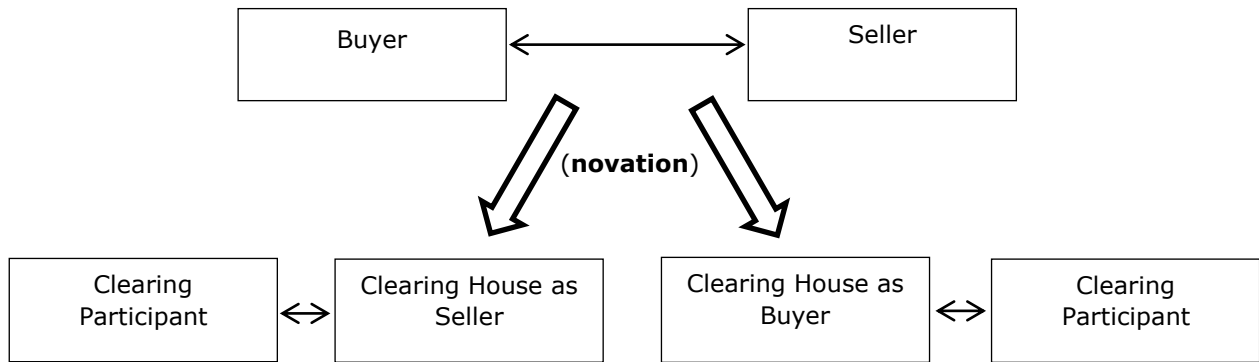 Buyer
Seller
(novation)
Clearing
Participant
Clearing House as
Seller
Clearing House as
Buyer
Clearing
Participant